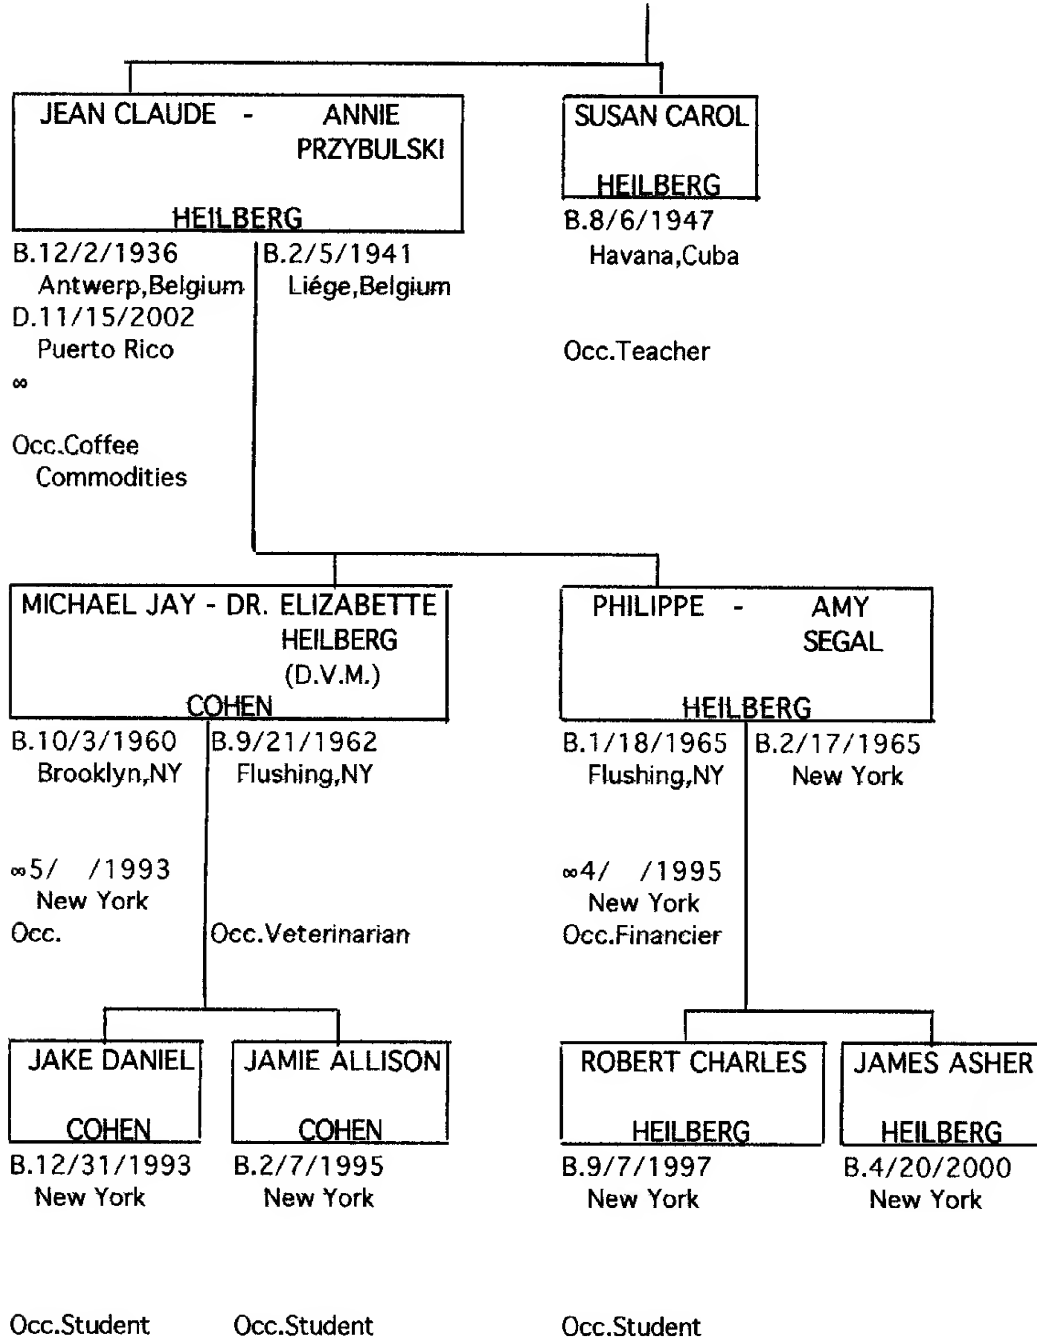 JEAN CLAUDE - ANNIE
PRZYBULSKI
HEILBERG
B.12/2/1936 B.2/5/1941
Antwerp,Belgium Liége,Belgium
D.11/15/2002
Puerto Rico
∞
Occ.Coffee
Commodities
SUSAN CAROL
HEILBERG
B.8/6/1947
Havana,Cuba
Occ.Teacher
MICHAEL JAY - DR. ELIZABETTE
HEILBERG
(D.V.M.)
COHEN
B.10/3/1960 B.9/21/1962
Brooklyn,NY Flushing,NY
∞5/ /1993
New York
Occ. Occ.Veterinarian
PHILIPPE - AMY
SEGAL
HEILBERG
B.1/18/1965 B.2/17/1965
Flushing,NY New York
∞4/ /1995
New York
Occ.Financier
JAKE DANIEL
COHEN
B.12/31/1993
New York
Occ.Student
JAMIE ALLISON
COHEN
B.2/7/1995
New York
Occ.Student
ROBERT CHARLES
HEILBERG
B.9/7/1997
New York
Occ.Student
JAMES ASHER
HEILBERG
B.4/20/2000
New York